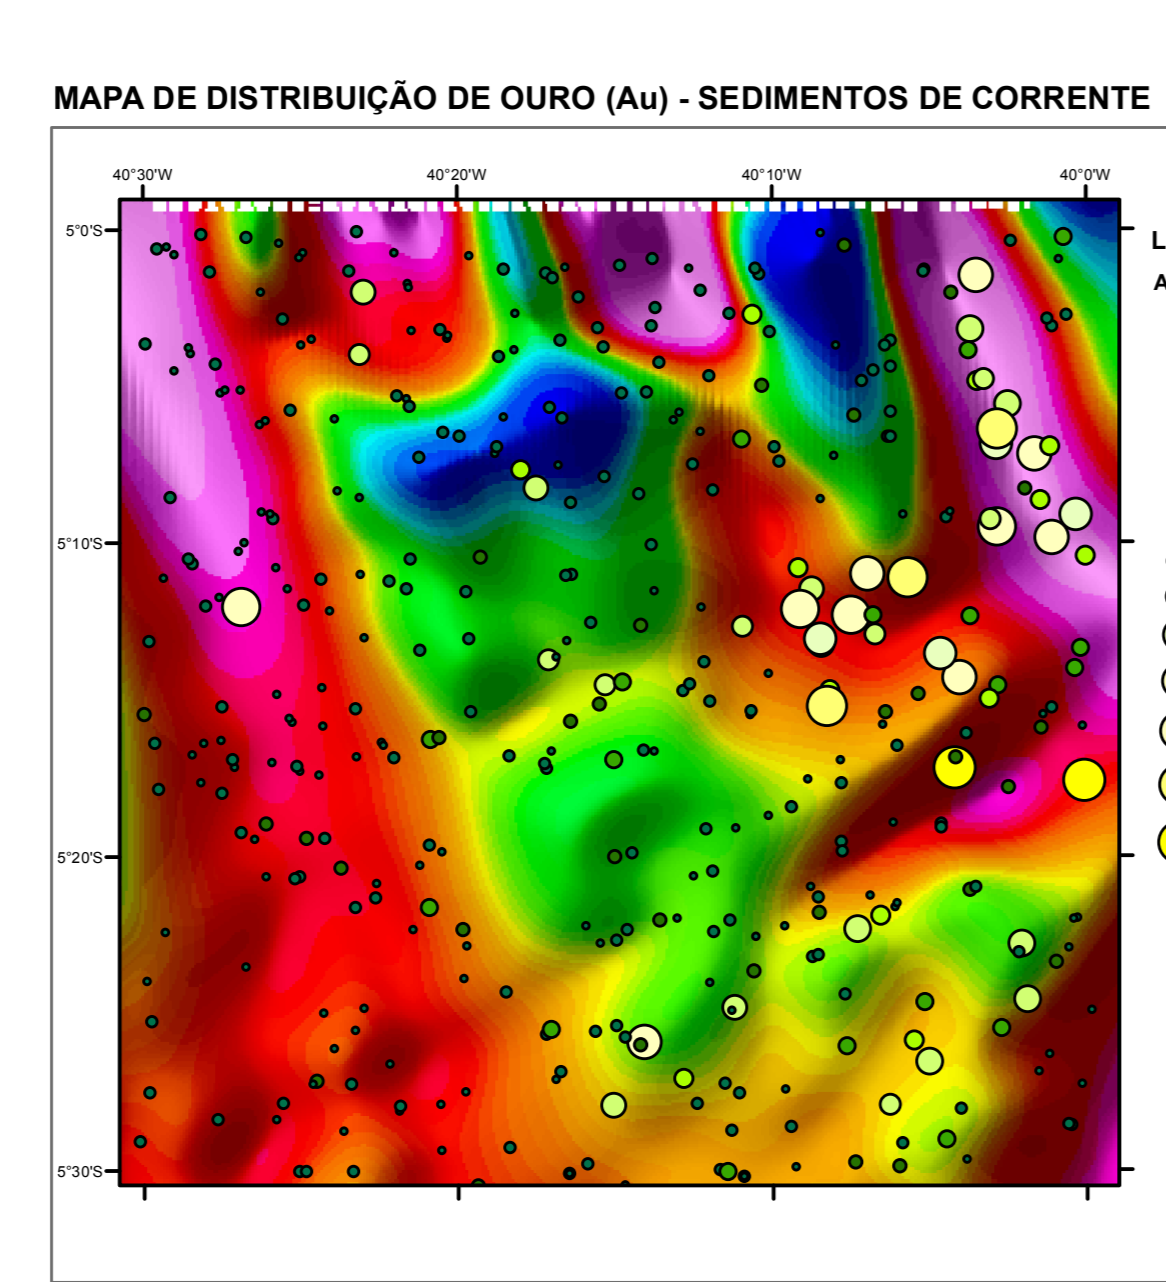 MAPA DE DISTRIBUIÇÃO DE OURO (Au) - SEDIMENTOS DE CORRENTE
40°30'W 40°20'W 40°10'W 40°0'W
5°0'S
L
A
5°10'S
5°20'S
5°30'S